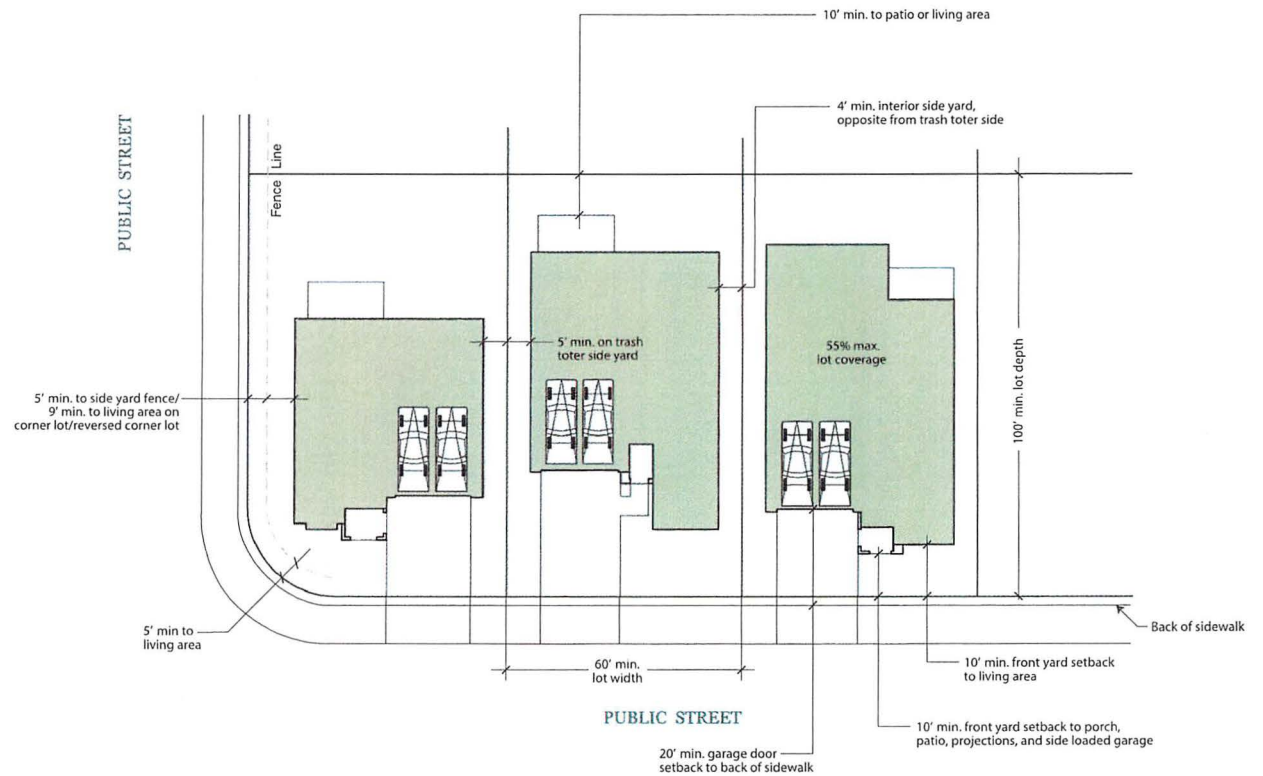 10' min. to patio or living area
4' min. interior side yard,
opposite from trash toter side
PUBLIC STREET
Fence Line
5' min. on trash
toter side yard
55% max.
lot coverage
100' min. lot depth
5' min. to side yard fence/
9' min. to living area on
corner lot/reversed corner lot
5' min to
living area
Back of sidewalk
60' min.
lot width
10' min. front yard setback
to living area
PUBLIC STREET
10' min. front yard setback to porch,
patio, projections, and side loaded garage
20' min. garage door
setback to back of sidewalk